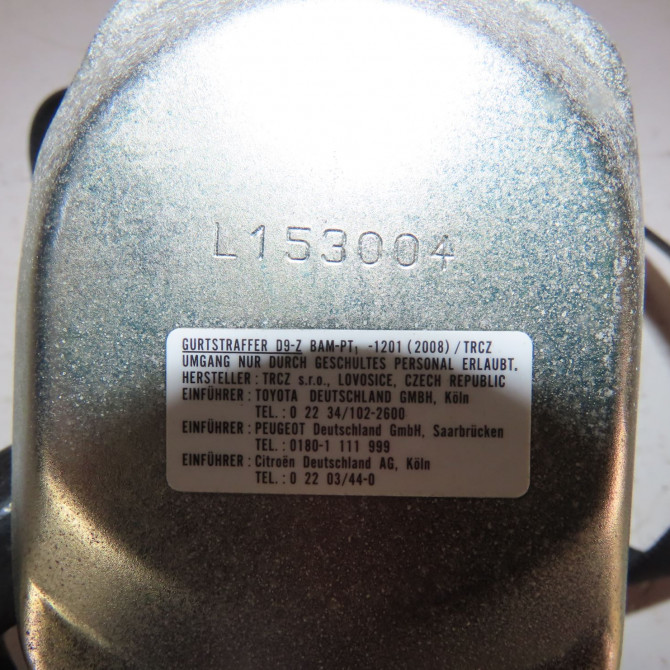 L153004
GURTSTRAFFER D9-Z BAM-PT₁ -1201 (2008) / TRCZ
UMGANG NUR DURCH GESCHULTES PERSONAL ERLAUBT.
HERSTELLER : TRCZ s.r.o., LOVOSICE, CZECH REPUBLIC
EINFÜHRER : TOYOTA DEUTSCHLAND GMBH, Köln
TEL. : 0 22 34/102-2600
EINFÜHRER : PEUGEOT Deutschland GmbH, Saarbrücken
TEL. : 0180-1 111 999
EINFÜHRER : Citroën Deutschland AG, Köln
TEL. : 0 22 03/44-0